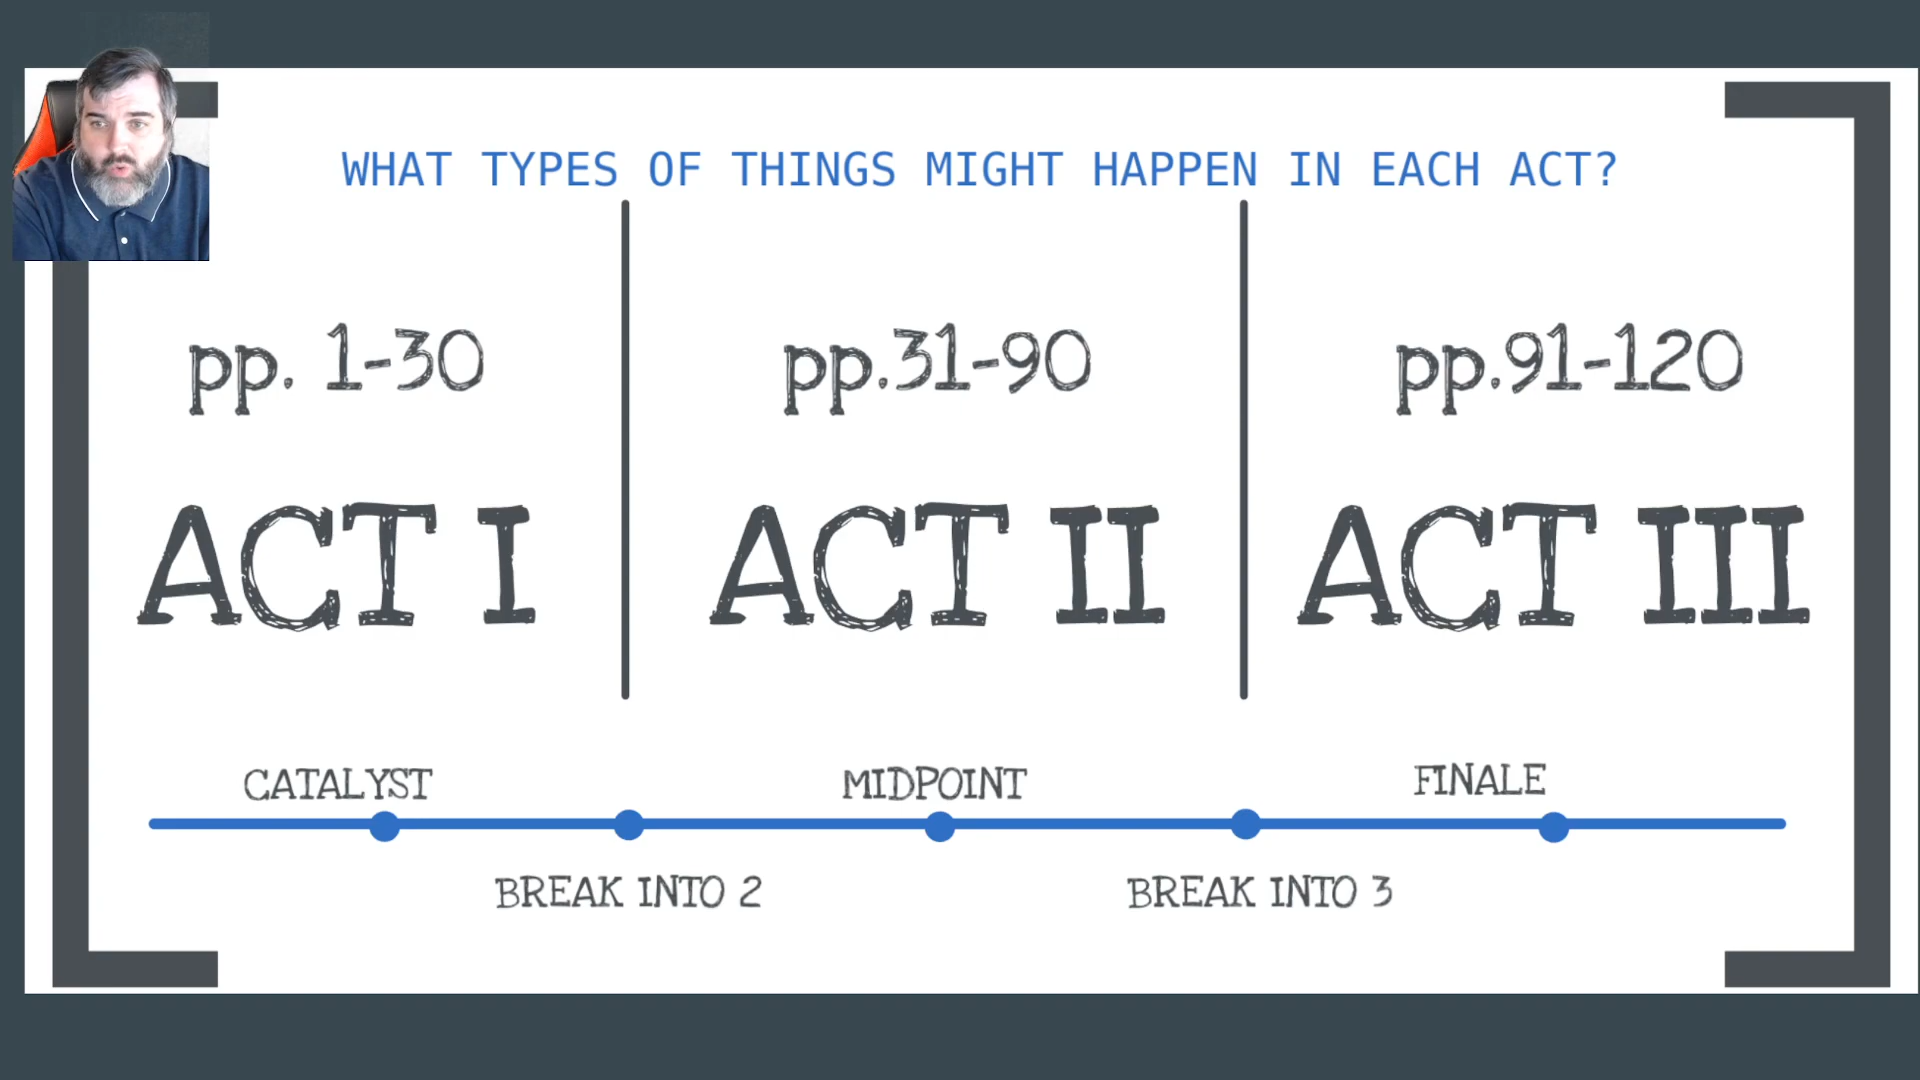 WHAT TYPES OF THINGS MIGHT HAPPEN IN EACH ACT?
pp. 1-30
pp.31-90
pp.91-120
ACT I
ACT II
ACT III
CATALYST
MIDPOINT
FINALE
BREAK INTO 2
BREAK INTO 3